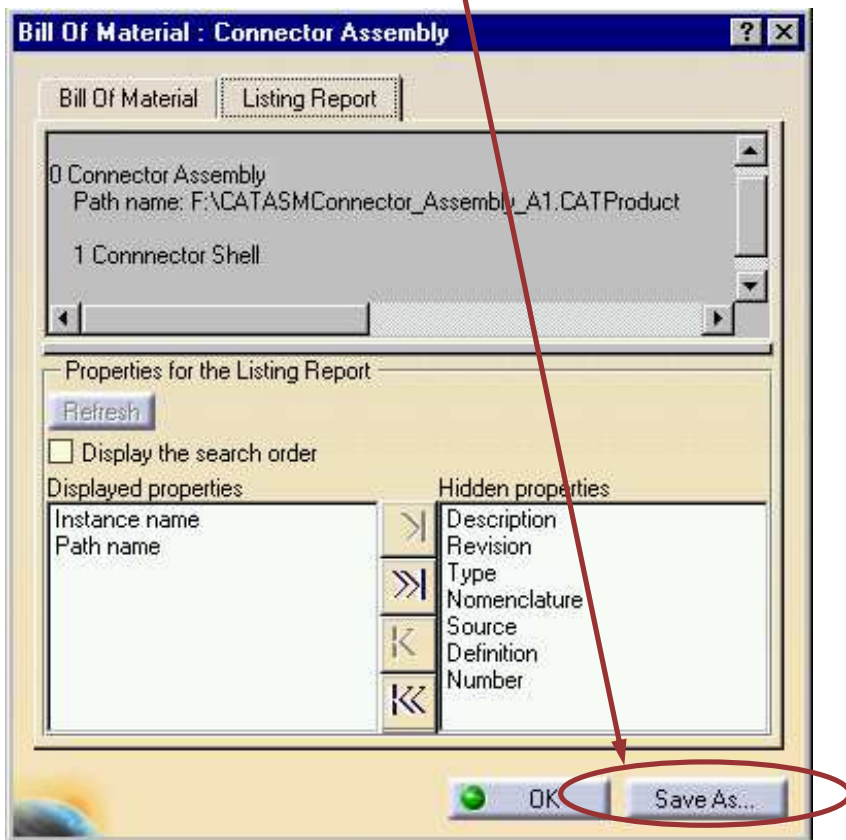 Bill Of Material : Connector Assembly
Bill Of Material
Listing Report
0 Connector Assembly
Path name: F:\CATASMConnector_Assembly_A1.CATProduct
1 Connnector Shell
Properties for the Listing Report
Refresh
Display the search order
Displayed properties
Hidden properties
Instance name
Path name
Description
Revision
Type
Nomenclature
Source
Definition
Number
OK
Save As...